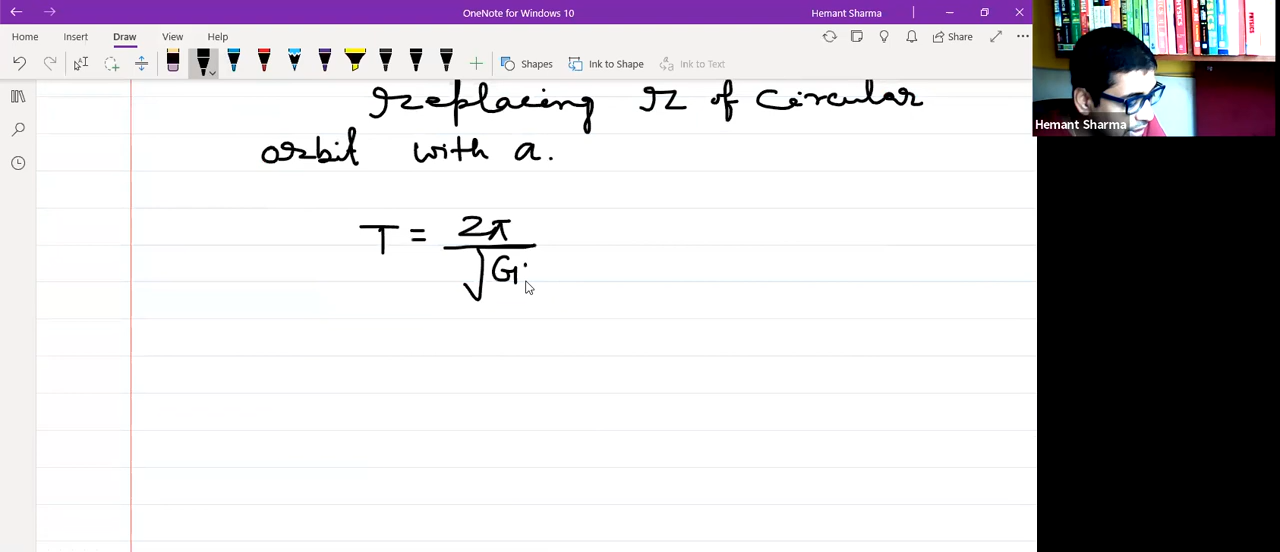 OneNote for Windows 10
Hemant Sharma
Home Insert Draw View Help
Share
Shapes
Ink to Shape
Ink to Text
replacing r of circular
orbit with a.
T = 2π
√G
PHYSICS
Hemant Sharma